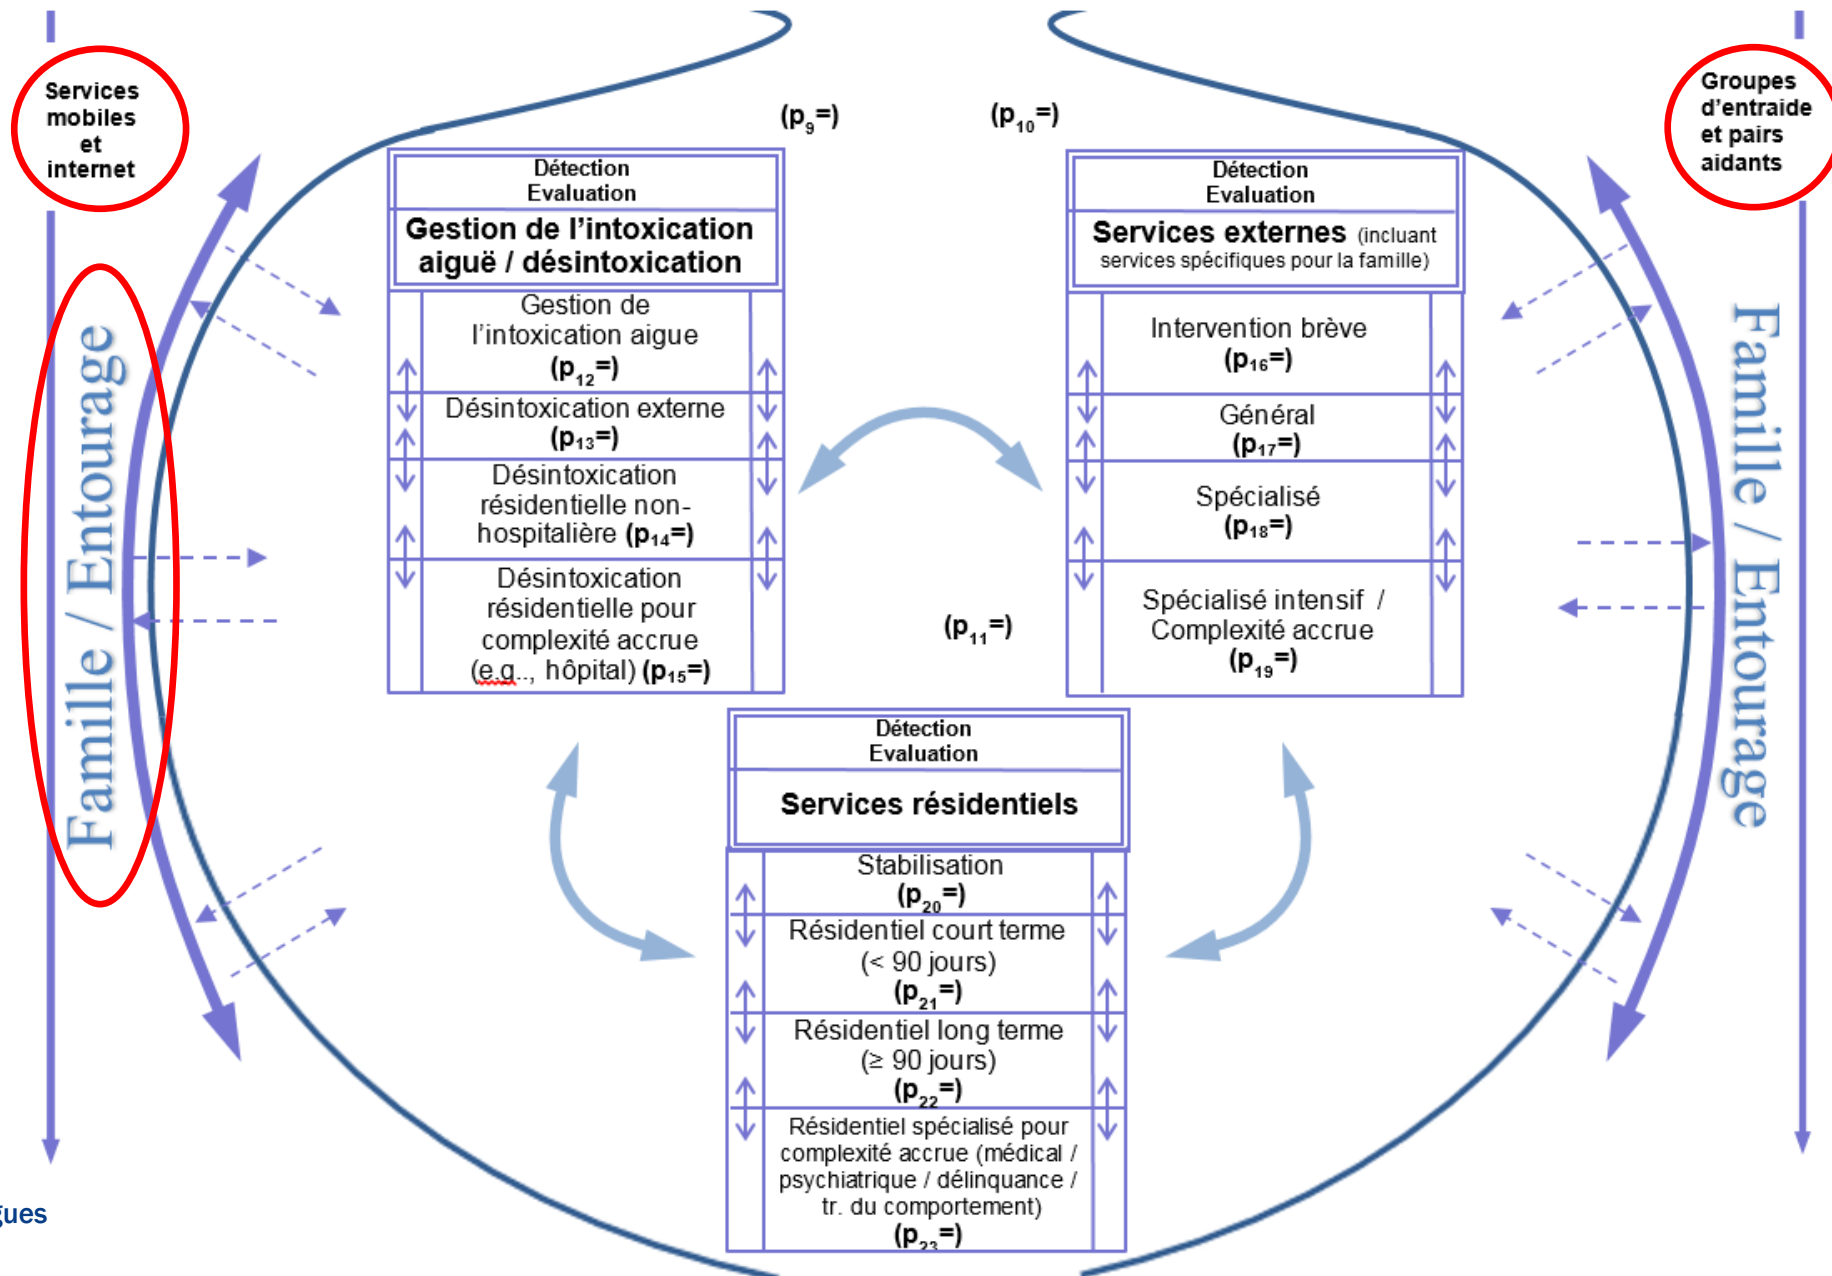 Services
mobiles
et
internet
Groupes
d’entraide
et pairs
aidants
(p9=)
(p10=)
Détection
Evaluation
Gestion de l’intoxication
aiguë / désintoxication
Gestion de
l’intoxication aigue
(p12=)
Désintoxication externe
(p13=)
Désintoxication
résidentielle non-
hospitalière (p14=)
Désintoxication
résidentielle pour
complexité accrue
(e.g.., hôpital) (p15=)
Détection
Evaluation
Services externes (incluant
services spécifiques pour la famille)
Intervention brève
(p16=)
Général
(p17=)
Spécialisé
(p18=)
Spécialisé intensif /
Complexité accrue
(p19=)
(p11=)
Famille / Entourage
Famille / Entourage
Détection
Evaluation
Services résidentiels
Stabilisation
(p20=)
Résidentiel court terme
(< 90 jours)
(p21=)
Résidentiel long terme
(≥ 90 jours)
(p22=)
Résidentiel spécialisé pour
complexité accrue (médical /
psychiatrique / délinquance /
tr. du comportement)
(p23=)
gues